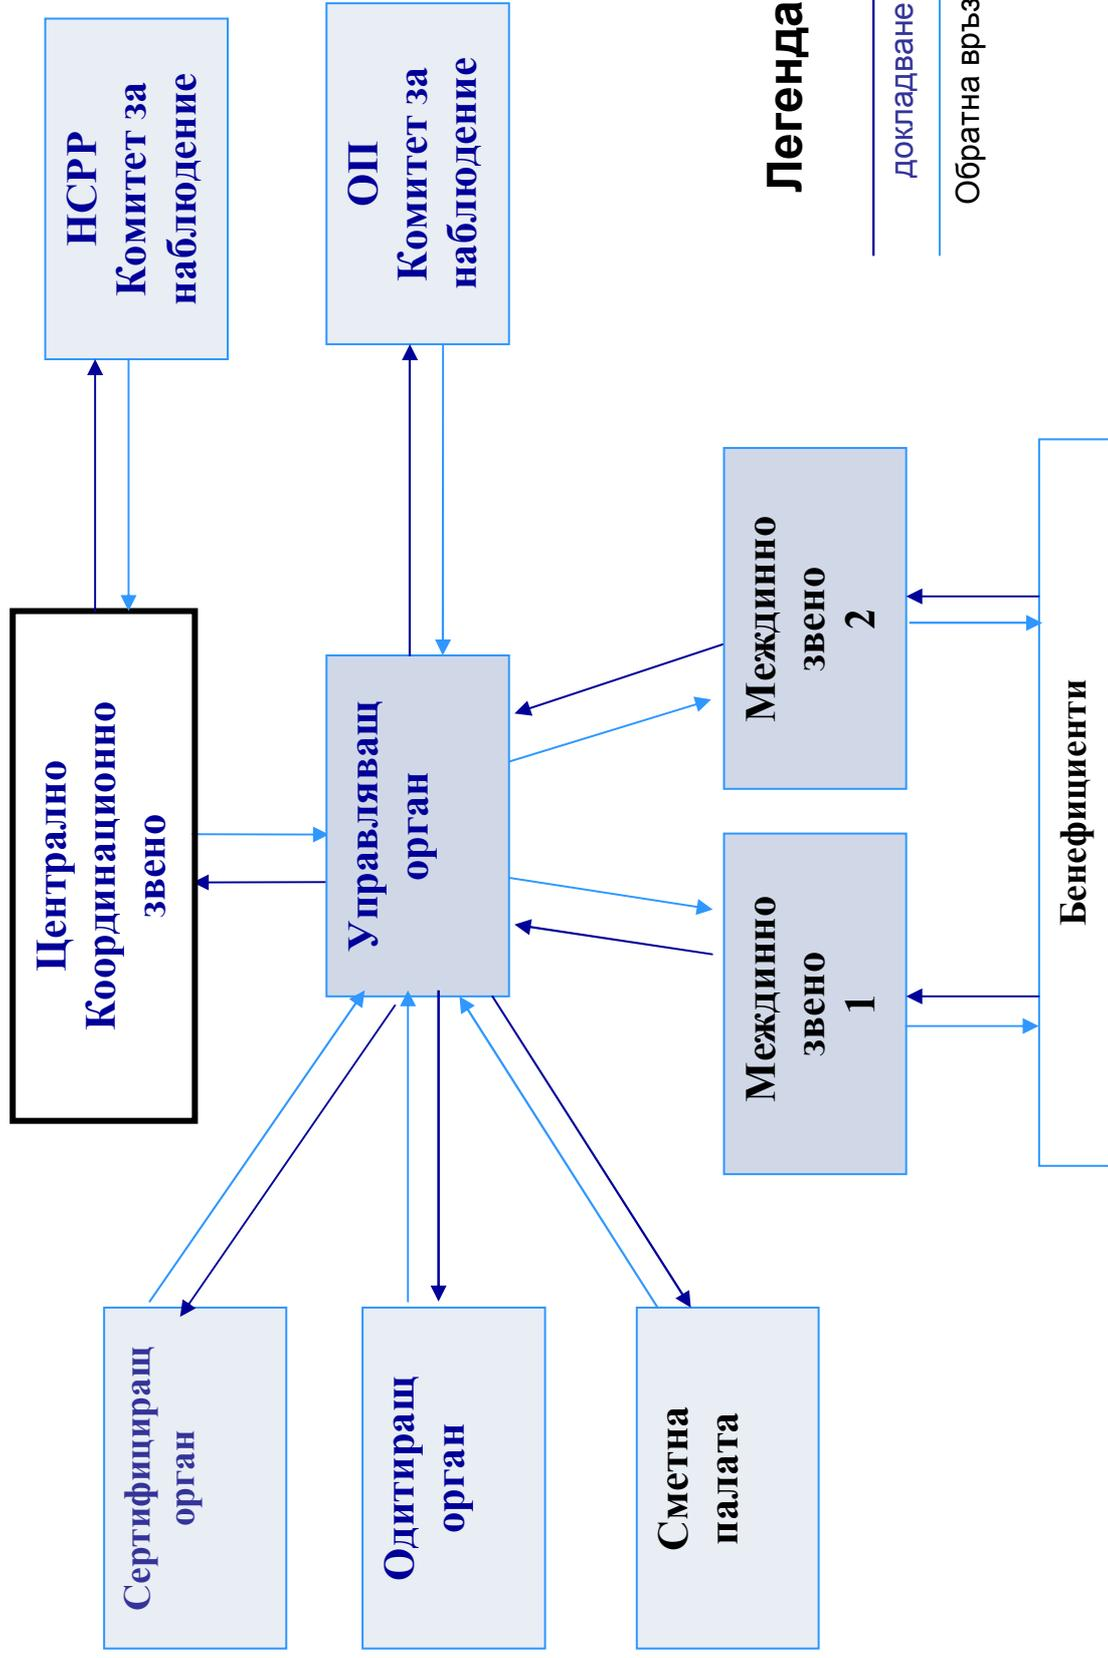 Централно
Координационно
звено
НСРР
Комитет за
наблюдение
Сертифициращ
орган
Управляващ
орган
ОП
Комитет за
наблюдение
Одитиращ
орган
Сметна
палата
Междинно
звено
1
Междинно
звено
2
Бенефициенти
Легенда
докладване
Обратна връз